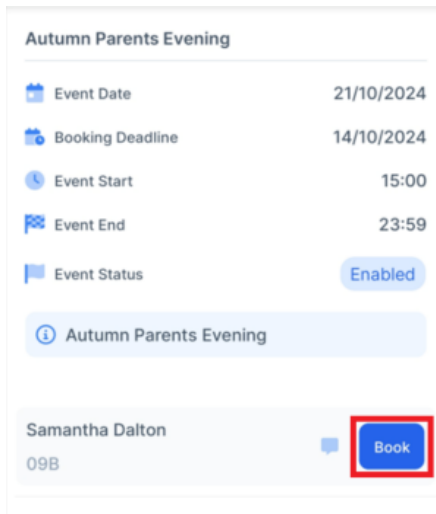 Autumn Parents Evening
Event Date 21/10/2024
Booking Deadline 14/10/2024
Event Start 15:00
Event End 23:59
Event Status Enabled
Autumn Parents Evening
Samantha Dalton
Book
09B